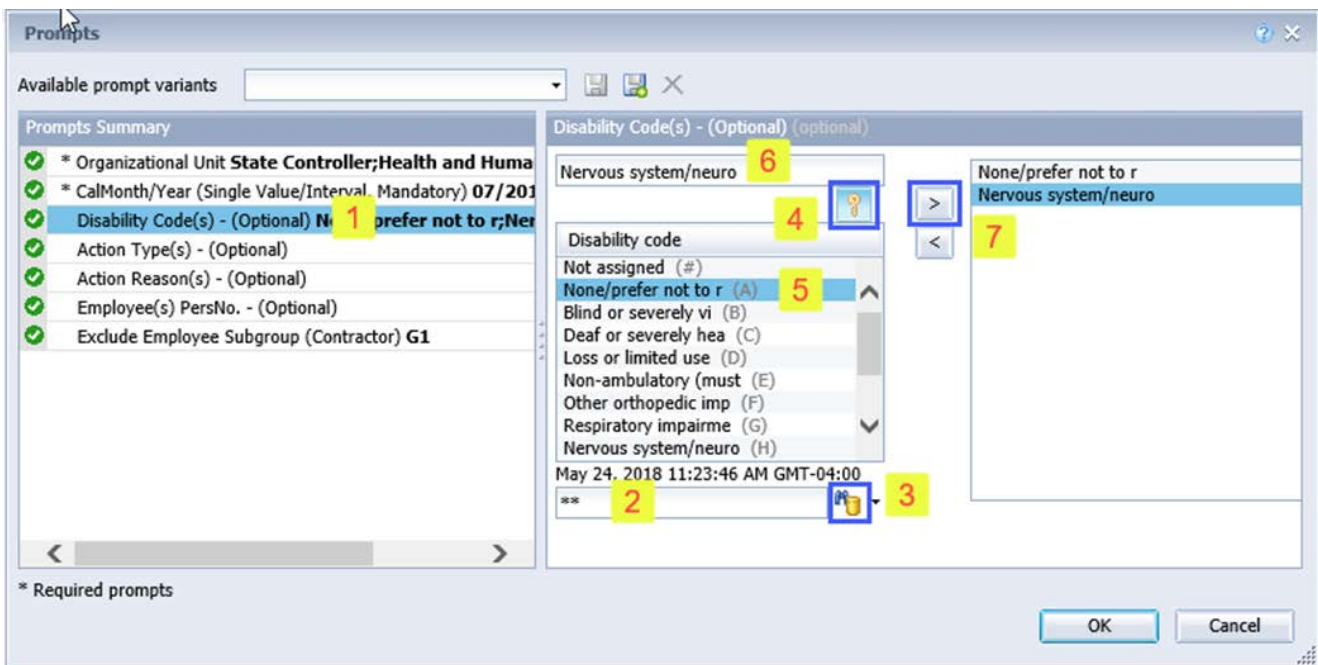 Prompts
Available prompt variants
Prompts Summary
* Organizational Unit State Controller;Health and Huma
* CalMonth/Year (Single Value/Interval, Mandatory) 07/201
Disability Code(s) - (Optional) N prefer not to r;Ner
1
Action Type(s) - (Optional)
Action Reason(s) - (Optional)
Employee(s) PersNo. - (Optional)
Exclude Employee Subgroup (Contractor) G1
* Required prompts
Disability Code(s) - (Optional) (optional)
Nervous system/neuro
6
4
Disability code
Not assigned (#)
None/prefer not to r (A)
5
Blind or severely vi (B)
Deaf or severely hea (C)
Loss or limited use (D)
Non-ambulatory (must (E)
Other orthopedic imp (F)
Respiratory impairme (G)
Nervous system/neuro (H)
May 24, 2018 11:23:46 AM GMT-04:00
**
2
3
>
<
7
None/prefer not to r
Nervous system/neuro
OK
Cancel